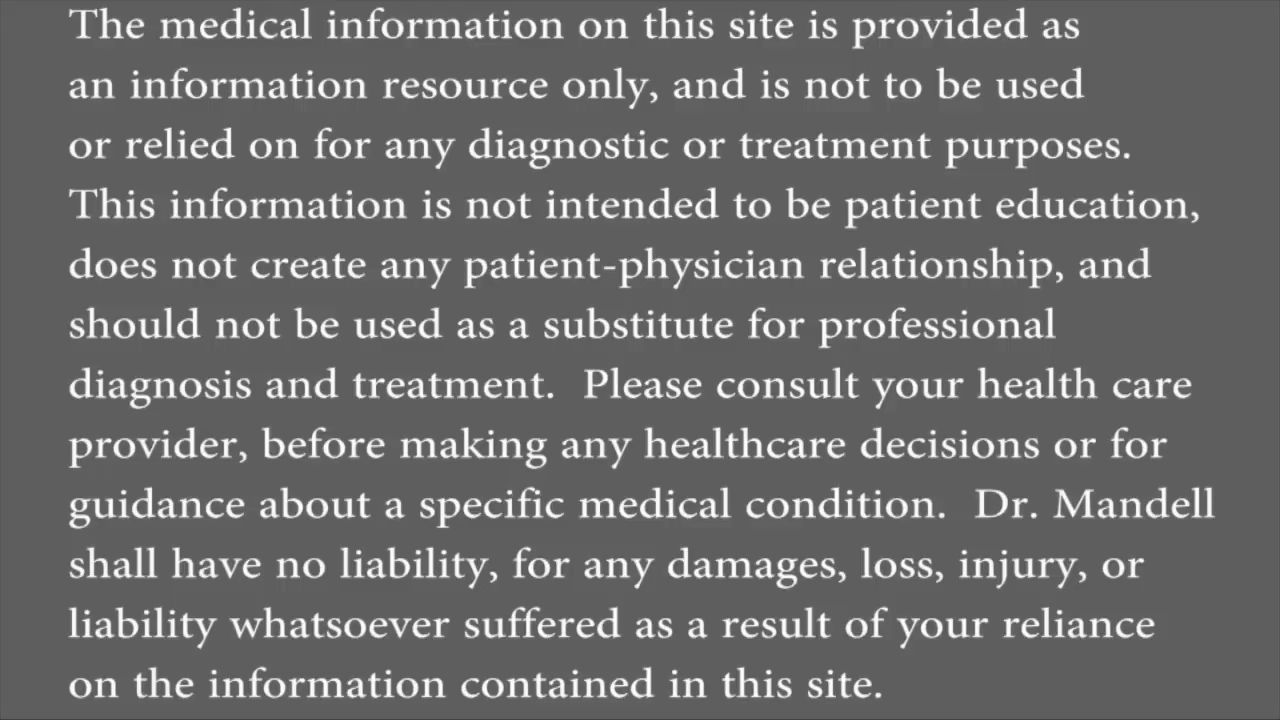 The medical information on this site is provided as
an information resource only, and is not to be used
or relied on for any diagnostic or treatment purposes.
This information is not intended to be patient education,
does not create any patient-physician relationship, and
should not be used as a substitute for professional
diagnosis and treatment.  Please consult your health care
provider, before making any healthcare decisions or for
guidance about a specific medical condition.  Dr. Mandell
shall have no liability, for any damages, loss, injury, or
liability whatsoever suffered as a result of your reliance
on the information contained in this site.